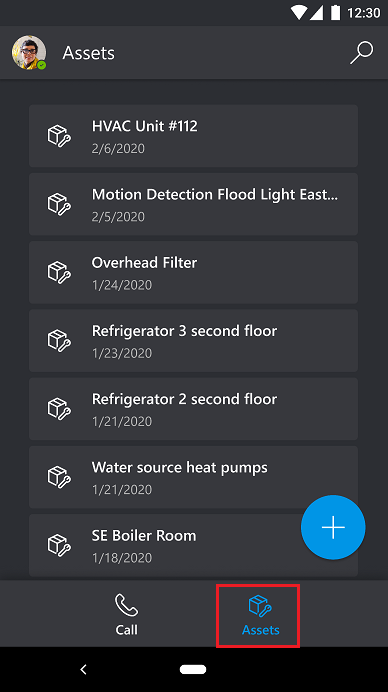 12:30
Assets
HVAC Unit #112
2/6/2020
Motion Detection Flood Light East...
2/5/2020
Overhead Filter
1/24/2020
Refrigerator 3 second floor
1/23/2020
Refrigerator 2 second floor
1/21/2020
Water source heat pumps
1/21/2020
SE Boiler Room
1/18/2020
Call
Assets